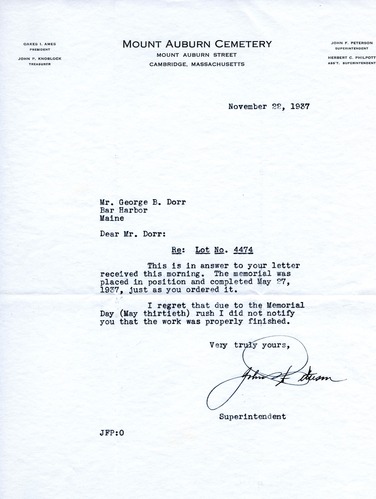 OAKES I. AMES
PRESIDENT
JOHN F. KNOBLOCK
TREASURER
MOUNT AUBURN CEMETERY
MOUNT AUBURN STREET
CAMBRIDGE, MASSACHUSETTS
JOHN F. PETERSON
SUPERINTENDENT
HERBERT C. PHILPOTT
ASS'T. SUPERINTENDENT
November 22, 1937
Mr. George B. Dorr
Bar Harbor
Maine
Dear Mr. Dorr:
Re: Lot No. 4474
This is in answer to your letter
received this morning. The memorial was
placed in position and completed May 27,
1937, just as you ordered it.
I regret that due to the Memorial
Day (May thirtieth) rush I did not notify
you that the work was properly finished.
Very truly yours,
John F. Peterson
Superintendent
JFP:O